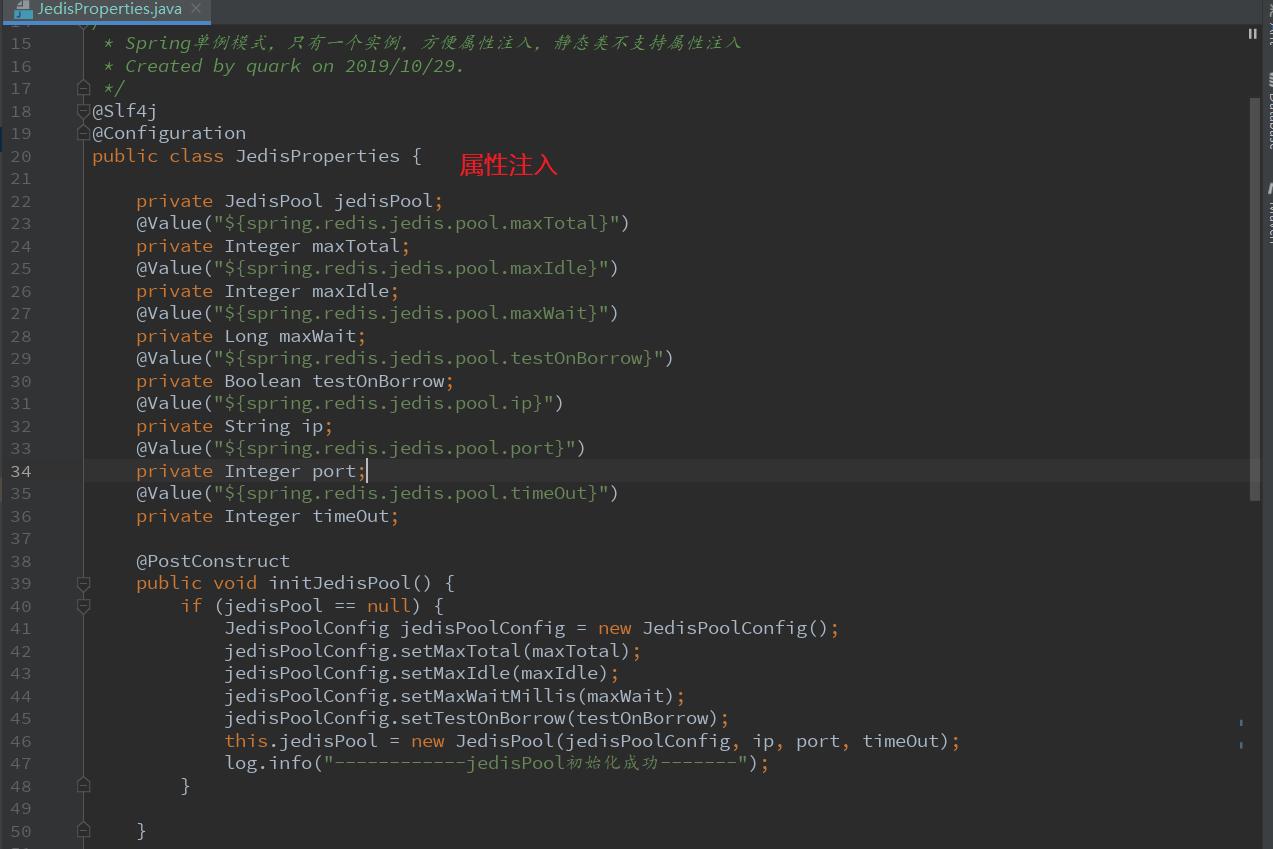 JedisProperties.java
15 * Spring单例模式, 只有一个实例, 方便属性注入, 静态类不支持属性注入
16 * Created by quark on 2019/10/29.
17 */
18 @Slf4j
19 @Configuration
20 public class JedisProperties {
属性注入
21
22 private JedisPool jedisPool;
23 @Value("${spring.redis.jedis.pool.maxTotal}")
24 private Integer maxTotal;
25 @Value("${spring.redis.jedis.pool.maxIdle}")
26 private Integer maxIdle;
27 @Value("${spring.redis.jedis.pool.maxWait}")
28 private Long maxWait;
29 @Value("${spring.redis.jedis.pool.testOnBorrow}")
30 private Boolean testOnBorrow;
31 @Value("${spring.redis.jedis.pool.ip}")
32 private String ip;
33 @Value("${spring.redis.jedis.pool.port}")
34 private Integer port;
35 @Value("${spring.redis.jedis.pool.timeOut}")
36 private Integer timeOut;
37
38 @PostConstruct
39 public void initJedisPool() {
40 if (jedisPool == null) {
41 JedisPoolConfig jedisPoolConfig = new JedisPoolConfig();
42 jedisPoolConfig.setMaxTotal(maxTotal);
43 jedisPoolConfig.setMaxIdle(maxIdle);
44 jedisPoolConfig.setMaxWaitMillis(maxWait);
45 jedisPoolConfig.setTestOnBorrow(testOnBorrow);
46 this.jedisPool = new JedisPool(jedisPoolConfig, ip, port, timeOut);
47 log.info("------------jedisPool初始化成功-------");
48 }
49
50 }